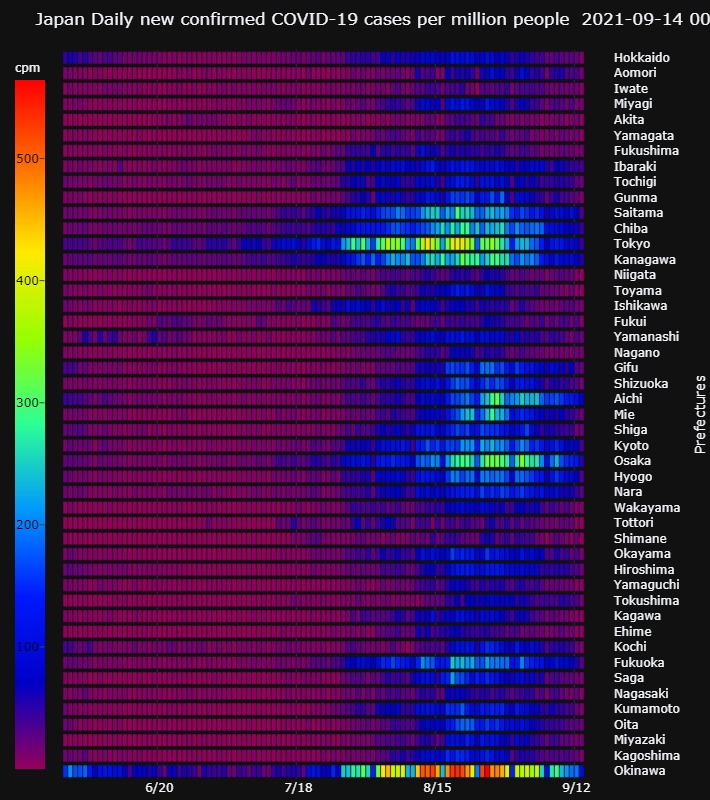 Japan Daily new confirmed COVID-19 cases per million people 2021-09-14 00
cpm
500
400
300
200
100
Hokkaido
Aomori
Iwate
Miyagi
Akita
Yamagata
Fukushima
Ibaraki
Tochigi
Gunma
Saitama
Chiba
Tokyo
Kanagawa
Niigata
Toyama
Ishikawa
Fukui
Yamanashi
Nagano
Gifu
Shizuoka
Aichi
Mie
Shiga
Kyoto
Osaka
Hyogo
Nara
Wakayama
Tottori
Shimane
Okayama
Hiroshima
Yamaguchi
Tokushima
Kagawa
Ehime
Kochi
Fukuoka
Saga
Nagasaki
Kumamoto
Oita
Miyazaki
Kagoshima
Okinawa
Prefectures
6/20
7/18
8/15
9/12